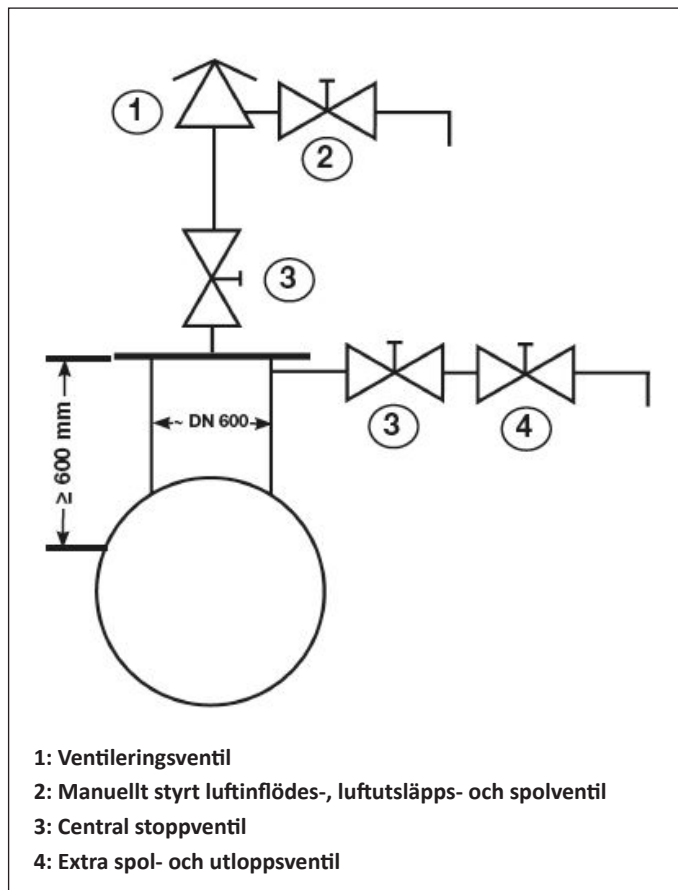 1
2
3
~ DN 600
≥ 600 mm
3
4
1: Ventileringsventil
2: Manuellt styrt luftinflödes-, luftutsläpps- och spolventil
3: Central stoppventil
4: Extra spol- och utloppsventil